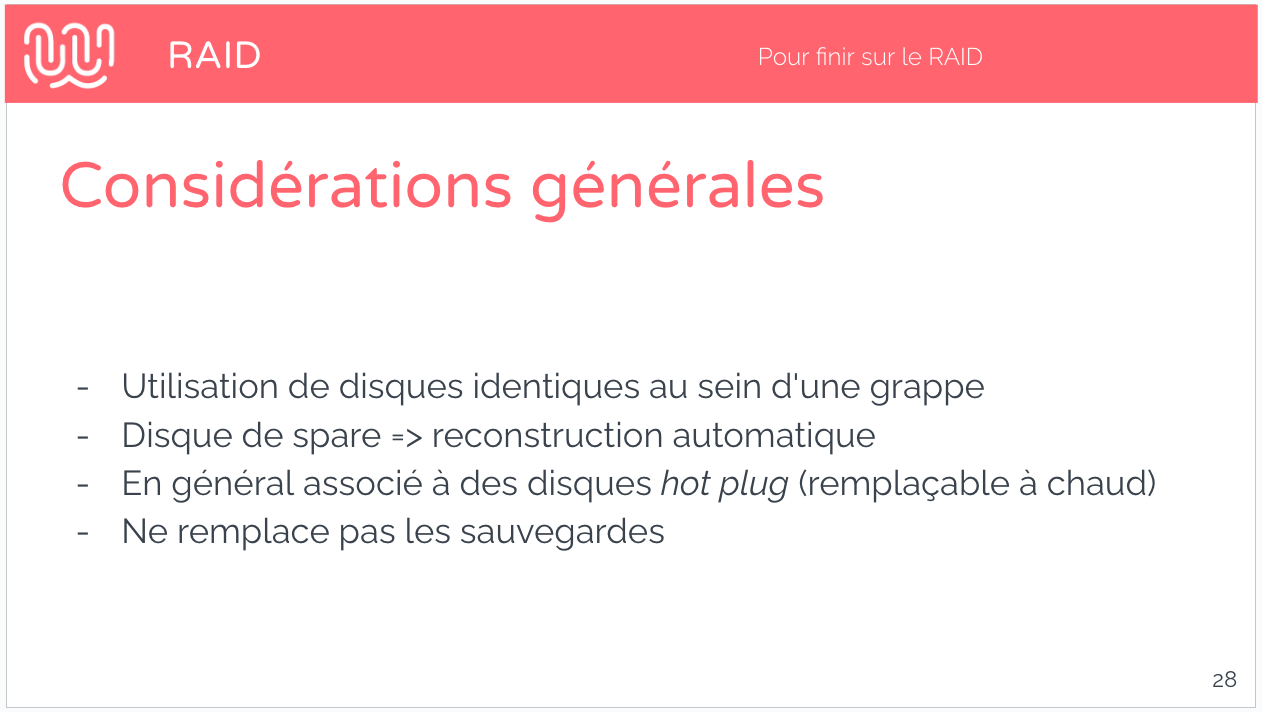 RAID
Pour finir sur le RAID
Considérations générales
- Utilisation de disques identiques au sein d'une grappe
- Disque de spare => reconstruction automatique
- En général associé à des disques hot plug (remplaçable à chaud)
- Ne remplace pas les sauvegardes
28